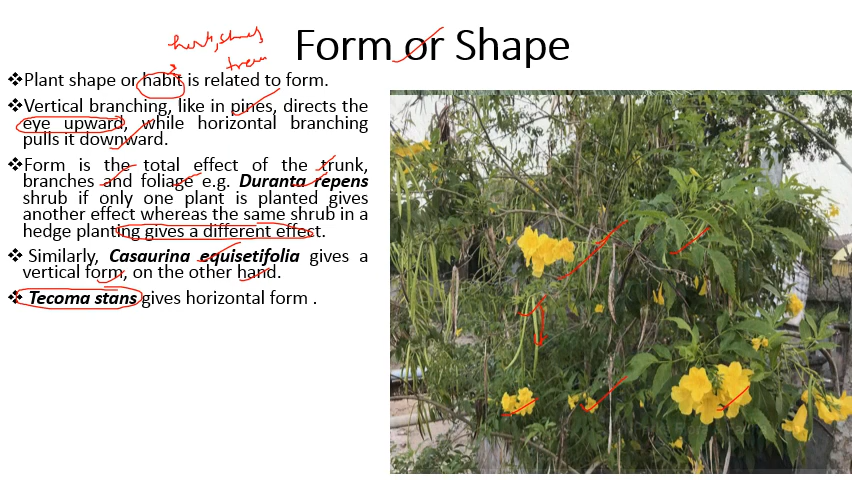 Form or Shape
❖Plant shape or habit is related to form.
❖Vertical branching, like in pines, directs the
eye upward, while horizontal branching
pulls it downward.
❖Form is the total effect of the trunk,
branches and foliage e.g. Duranta repens
shrub if only one plant is planted gives
another effect whereas the same shrub in a
hedge planting gives a different effect.
❖ Similarly, Casaurina equisetifolia gives a
vertical form, on the other hand.
❖ Tecoma stans gives horizontal form .